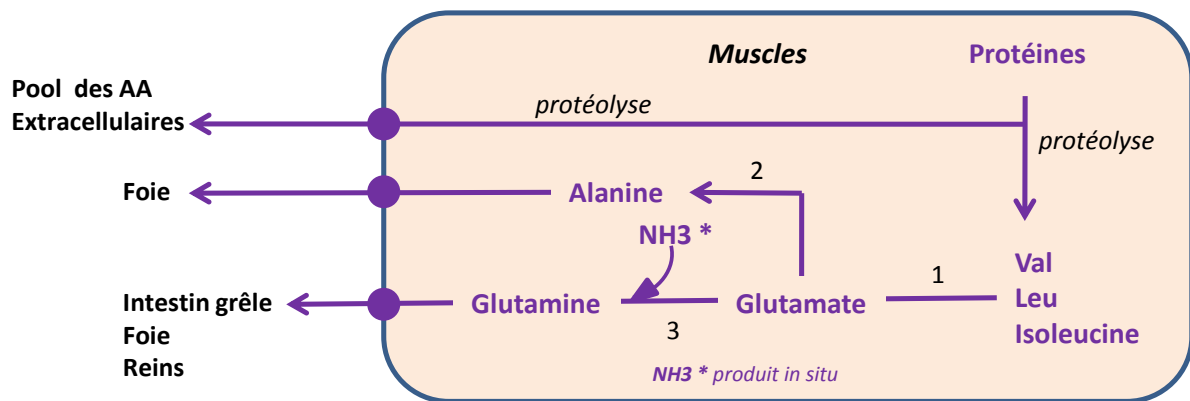 Muscles
Protéines
Pool des AA
Extracellulaires
protéolyse
protéolyse
Foie
Alanine
2
NH3 *
Intestin grêle
Foie
Reins
Glutamine
3
Glutamate
1
Val
Leu
Isoleucine
NH3 * produit in situ